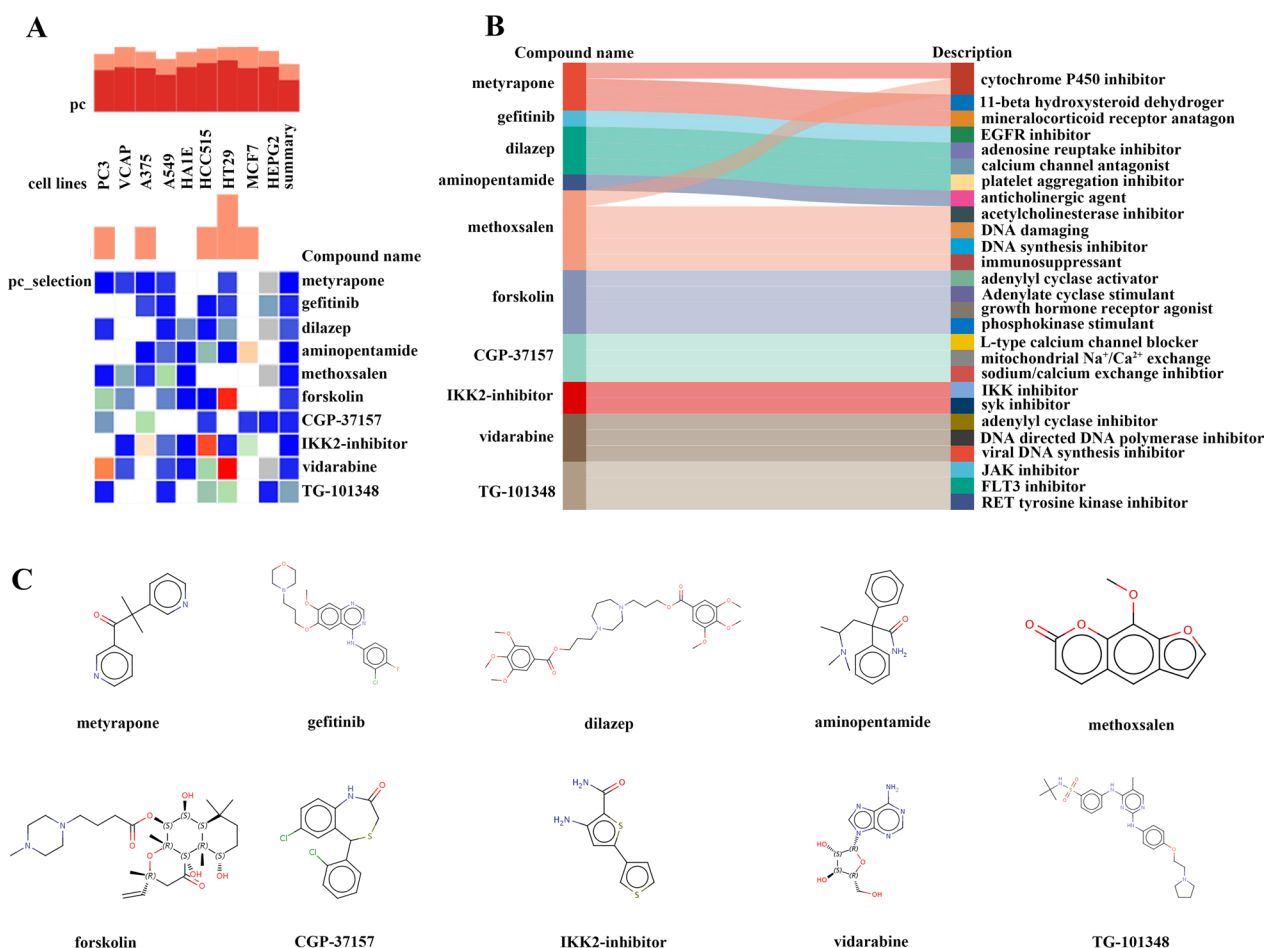 A
pc
cell lines
PC3
VCAP
A375
A549
HA1E
HCC515
HT29
MCF7
HEPG2
summary
Compound name
pc_selection
metyrapone
gefitinib
dilazep
aminopentamide
methoxsalen
forskolin
CGP-37157
IKK2-inhibitor
vidarabine
TG-101348
B
Compound name
metyrapone
gefitinib
dilazep
aminopentamide
methoxsalen
forskolin
CGP-37157
IKK2-inhibitor
vidarabine
TG-101348
Description
cytochrome P450 inhibitor
11-beta hydroxysteroid dehydroger
mineralocorticoid receptor anatagon
EGFR inhibitor
adenosine reuptake inhibitor
calcium channel antagonist
platelet aggregation inhibitor
anticholinergic agent
acetylcholinesterase inhibitor
DNA damaging
DNA synthesis inhibitor
immunosuppressant
adenylyl cyclase activator
Adenylate cyclase stimulant
growth hormone receptor agonist
phosphokinase stimulant
L-type calcium channel blocker
mitochondrial Na⁺/Ca²⁺ exchange
sodium/calcium exchange inhibtior
IKK inhibitor
syk inhibitor
adenylyl cyclase inhibitor
DNA directed DNA polymerase inhibitor
viral DNA synthesis inhibitor
JAK inhibitor
FLT3 inhibitor
RET tyrosine kinase inhibitor
C
metyrapone
gefitinib
dilazep
aminopentamide
methoxsalen
forskolin
CGP-37157
IKK2-inhibitor
vidarabine
TG-101348